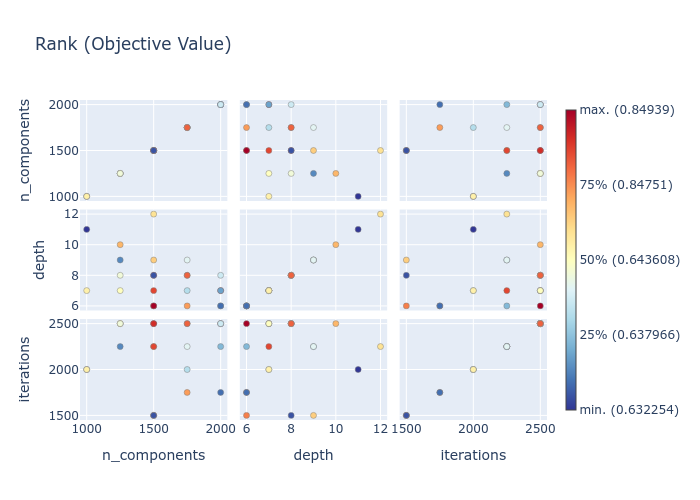 Rank (Objective Value)
n_components
2000
1500
1000
depth
12
10
8
6
iterations
2500
2000
1500
1000 1500 2000 6 8 10 12 1500 2000 2500
n_components depth iterations
max. (0.84939)
75% (0.84751)
50% (0.643608)
25% (0.637966)
min. (0.632254)